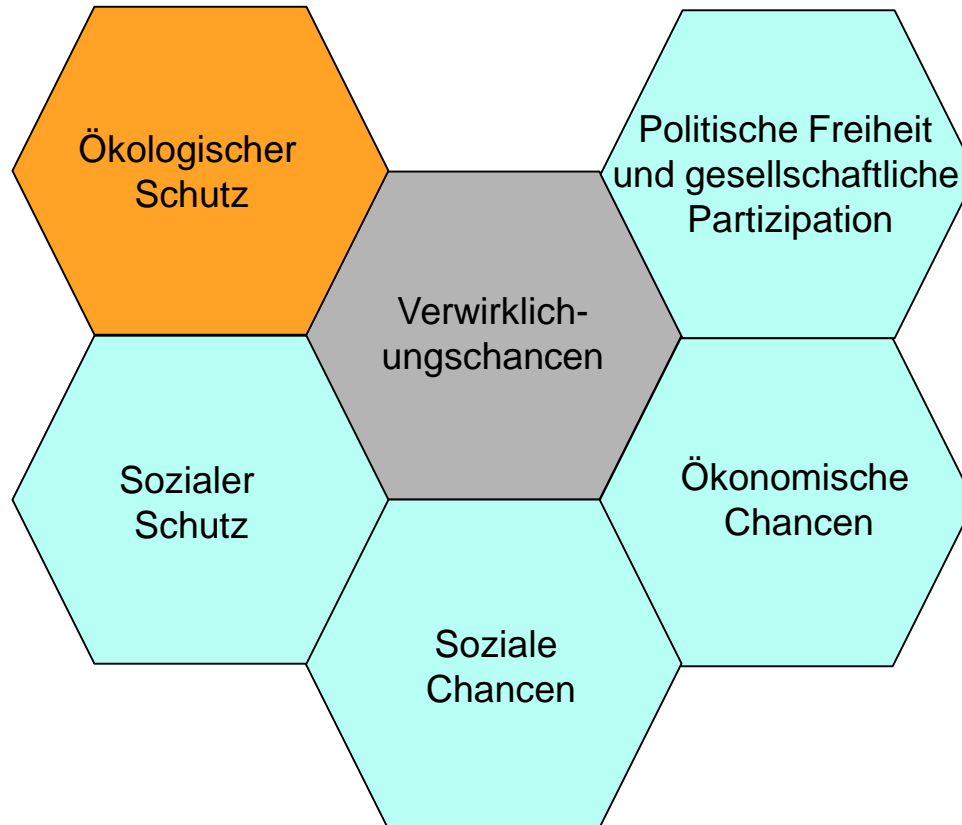 Ökologischer
Schutz
Politische Freiheit
und gesellschaftliche
Partizipation
Verwirklich-
ungschancen
Sozialer
Schutz
Ökonomische
Chancen
Soziale
Chancen